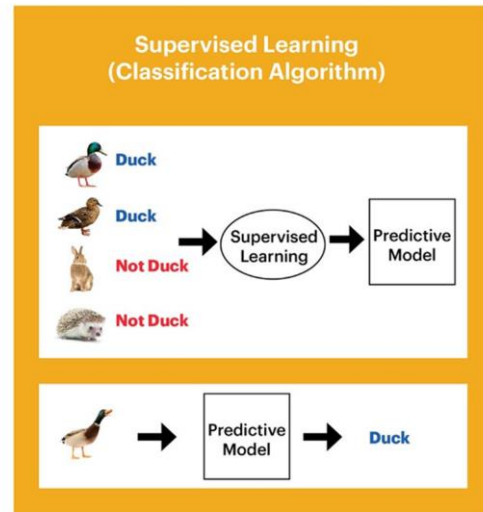 Supervised Learning
(Classification Algorithm)
Duck
Duck
Not Duck
Not Duck
Supervised
Learning
Predictive
Model
Predictive
Model
Duck